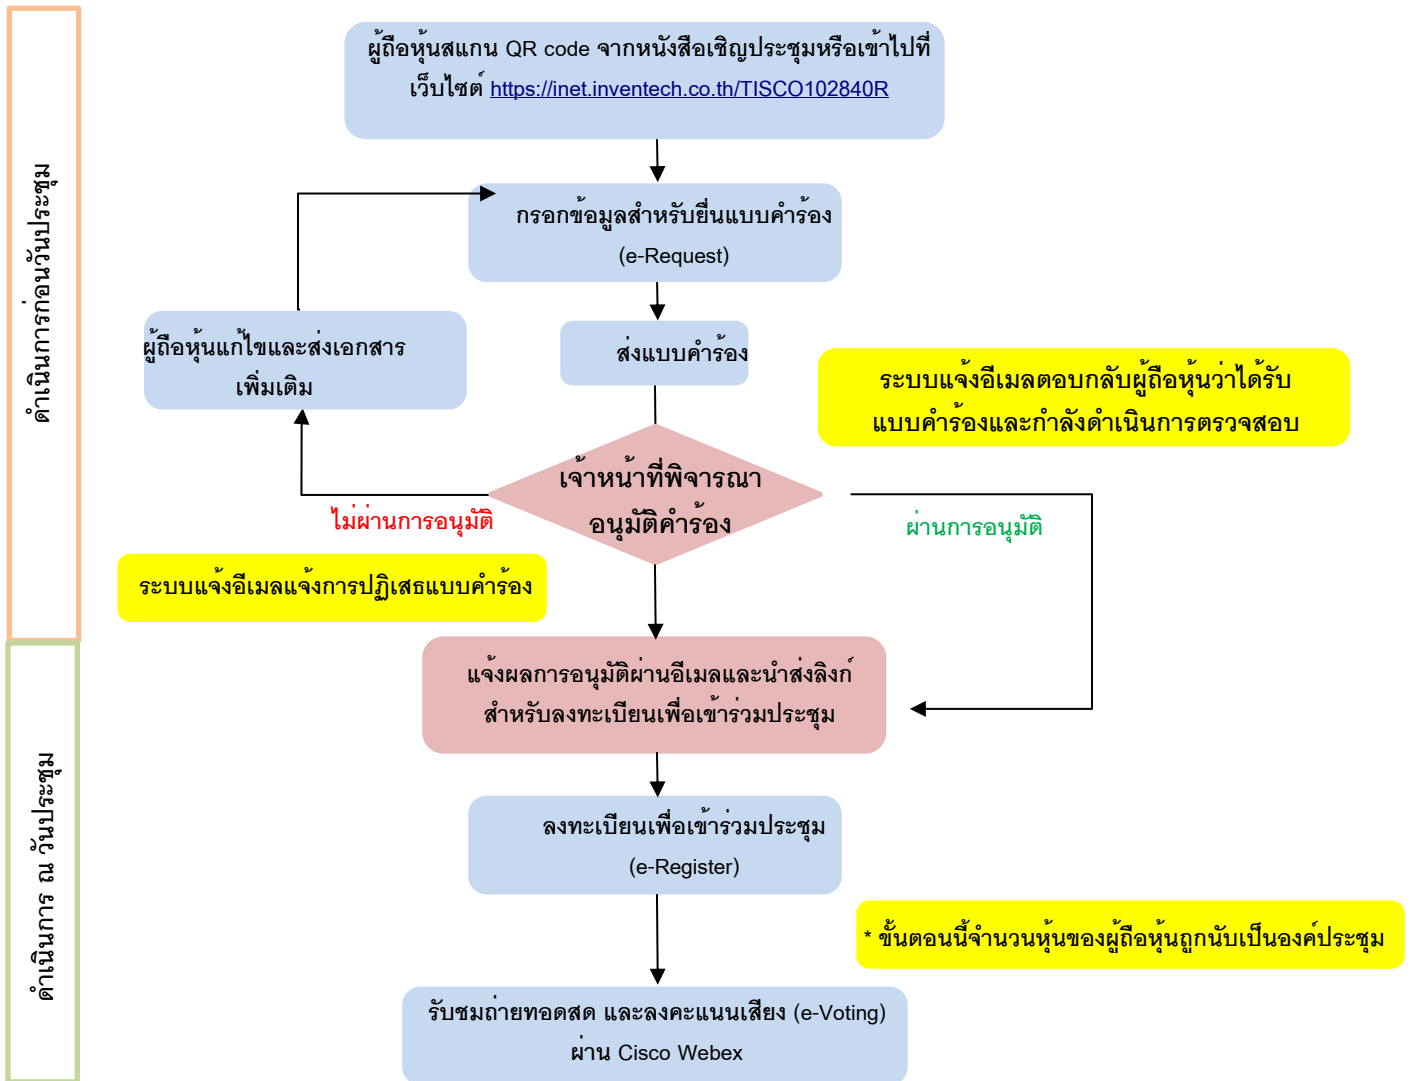 ผู้ถือหุ้นสแกน QR code จากหนังสือเชิญประชุมหรือเข้าไปที่
เว็บไซต์ https://inet.inventech.co.th/TISCO102840R
ดำเนินการก่อนวันประชุม
กรอกข้อมูลสำหรับยื่นแบบคำร้อง
(e-Request)
ผู้ถือหุ้นแก้ไขและส่งเอกสาร
เพิ่มเติม
ส่งแบบคำร้อง
ระบบแจ้งอีเมลตอบกลับผู้ถือหุ้นว่าได้รับ
แบบคำร้องและกำลังดำเนินการตรวจสอบ
เจ้าหน้าที่พิจารณา
อนุมัติคำร้อง
ไม่ผ่านการอนุมัติ
ผ่านการอนุมัติ
ระบบแจ้งอีเมลแจ้งการปฏิเสธแบบคำร้อง
แจ้งผลการอนุมัติผ่านอีเมลและนำส่งลิงก์
สำหรับลงทะเบียนเพื่อเข้าร่วมประชุม
ดำเนินการ ณ วันประชุม
ลงทะเบียนเพื่อเข้าร่วมประชุม
(e-Register)
* ขั้นตอนนี้จำนวนหุ้นของผู้ถือหุ้นถูกนับเป็นองค์ประชุม
รับชมถ่ายทอดสด และลงคะแนนเสียง (e-Voting)
ผ่าน Cisco Webex